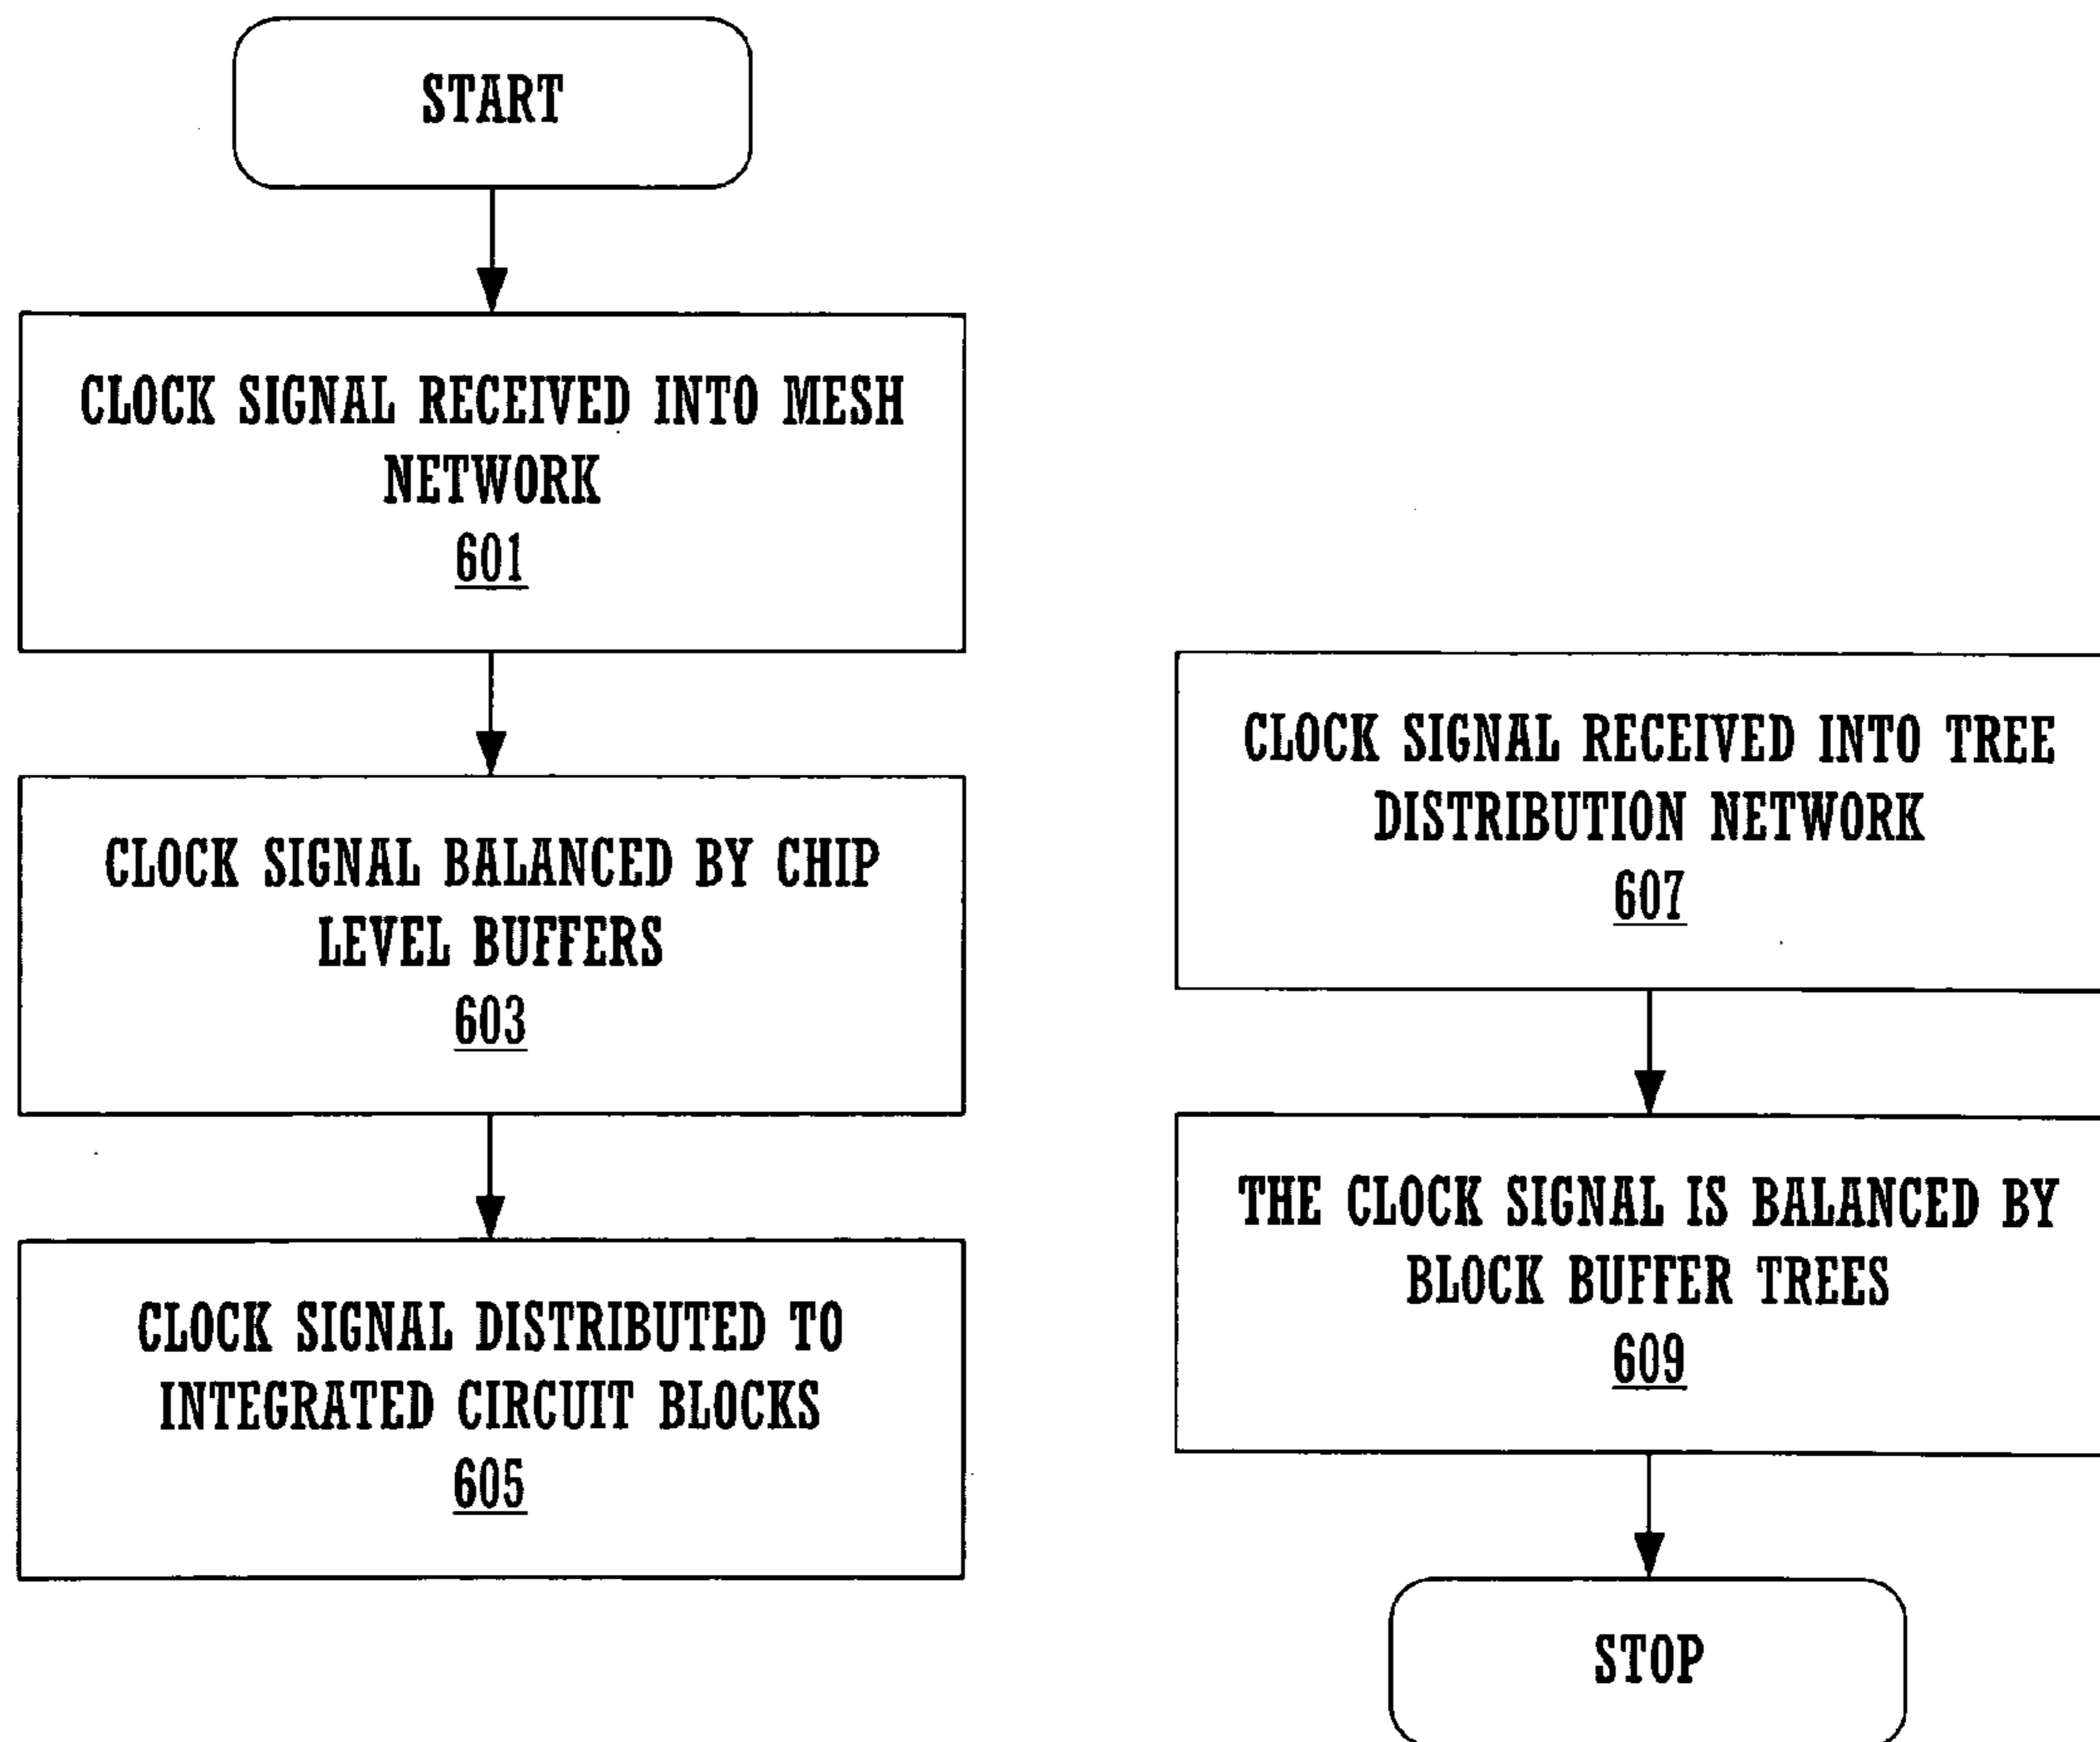 START
CLOCK SIGNAL RECEIVED INTO MESH
NETWORK
601
CLOCK SIGNAL BALANCED BY CHIP
LEVEL BUFFERS
603
CLOCK SIGNAL DISTRIBUTED TO
INTEGRATED CIRCUIT BLOCKS
605
CLOCK SIGNAL RECEIVED INTO TREE
DISTRIBUTION NETWORK
607
THE CLOCK SIGNAL IS BALANCED BY
BLOCK BUFFER TREES
609
STOP